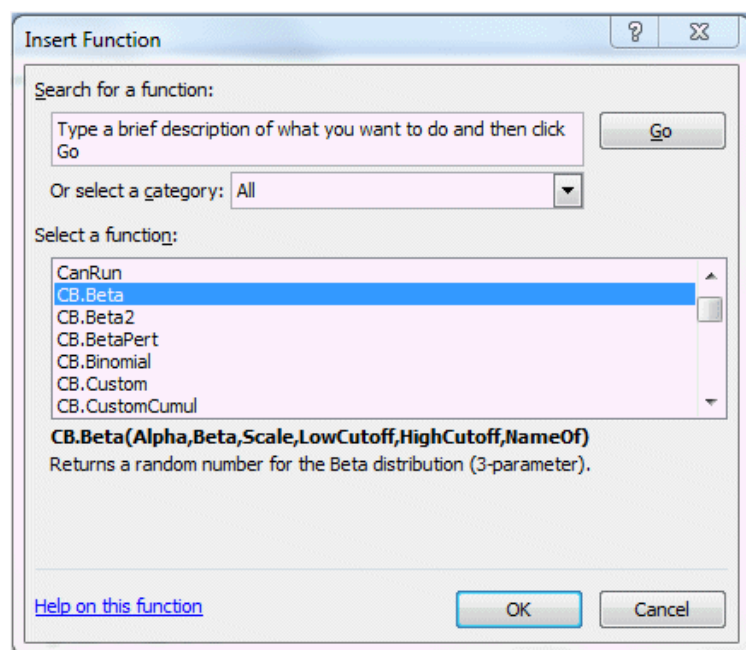 Insert Function
Search for a function:
Type a brief description of what you want to do and then click
Go
Go
Or select a category: All
Select a function:
CanRun
CB.Beta
CB.Beta2
CB.BetaPert
CB.Binomial
CB.Custom
CB.CustomCumul
CB.Beta(Alpha,Beta,Scale,LowCutoff,HighCutoff,NameOf)
Returns a random number for the Beta distribution (3-parameter).
Help on this function
OK
Cancel